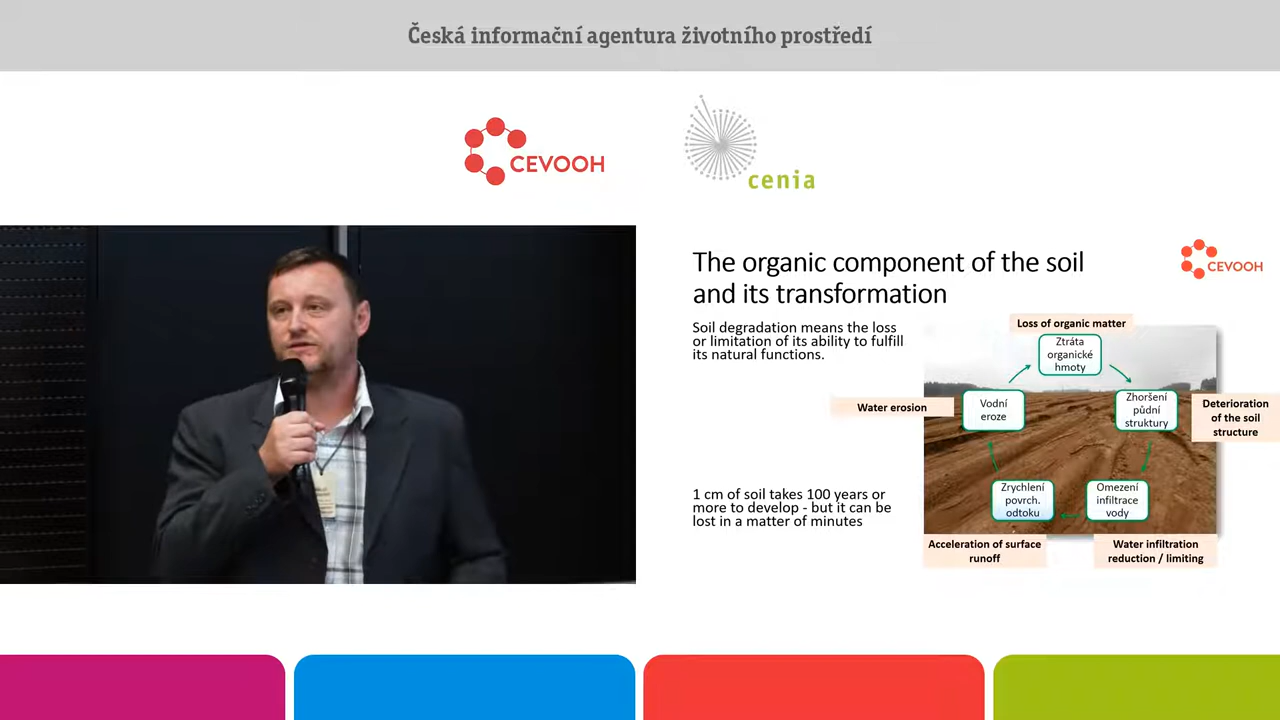 Česká informační agentura životního prostředí
CEVOOH
cenia
The organic component of the soil
and its transformation
CEVOOH
Soil degradation means the loss
or limitation of its ability to fulfill
its natural functions.
Loss of organic matter
Ztráta
organické
hmoty
Water erosion
Vodní
eroze
Zhoršení
půdní
struktury
Deterioration
of the soil
structure
1 cm of soil takes 100 years or
more to develop - but it can be
lost in a matter of minutes
Zrychlení
povrch.
odtoku
Omezení
infiltrace
vody
Acceleration of surface
runoff
Water infiltration
reduction / limiting